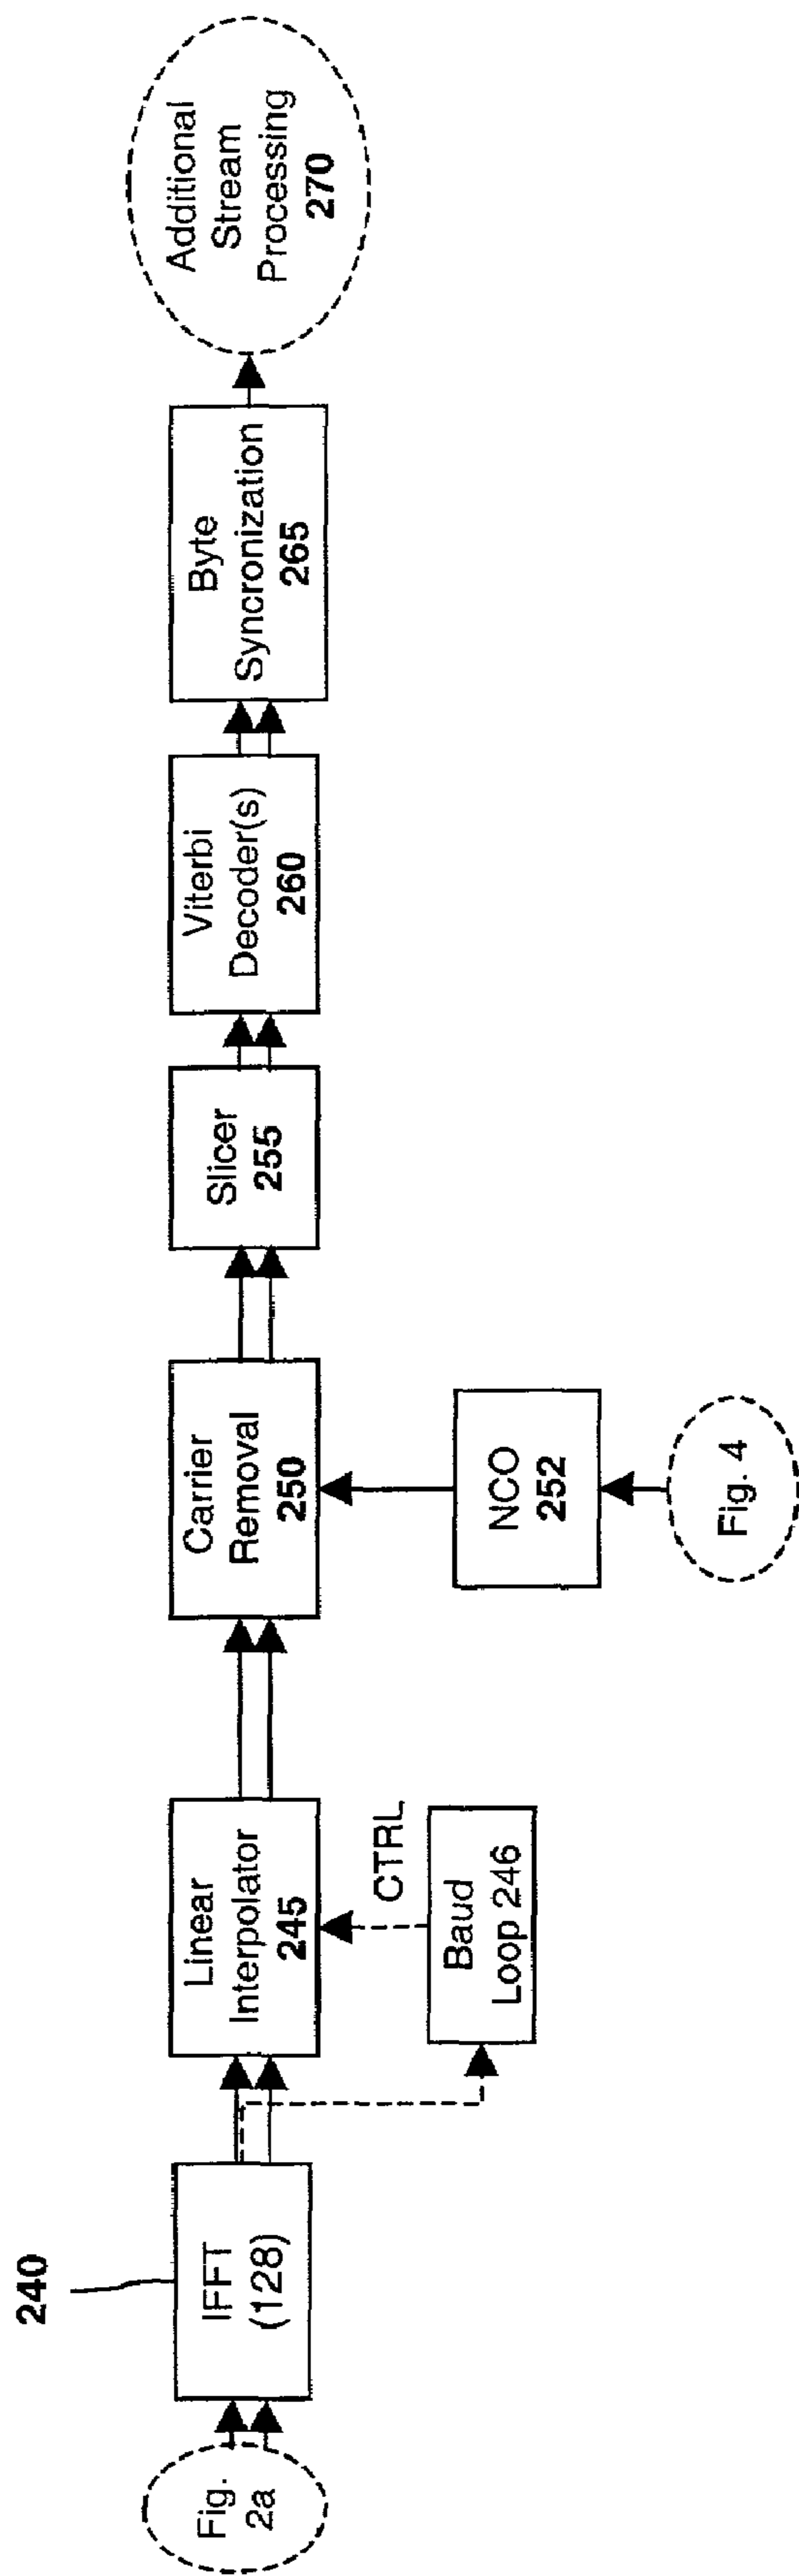 Fig.
2a
240
IFFT
(128)
Linear
Interpolator
245
CTRL
Baud
Loop 246
Carrier
Removal
250
NCO
252
Fig. 4
Slicer
255
Viterbi
Decoder(s)
260
Byte
Syncronization
265
Additional
Stream
Processing
270